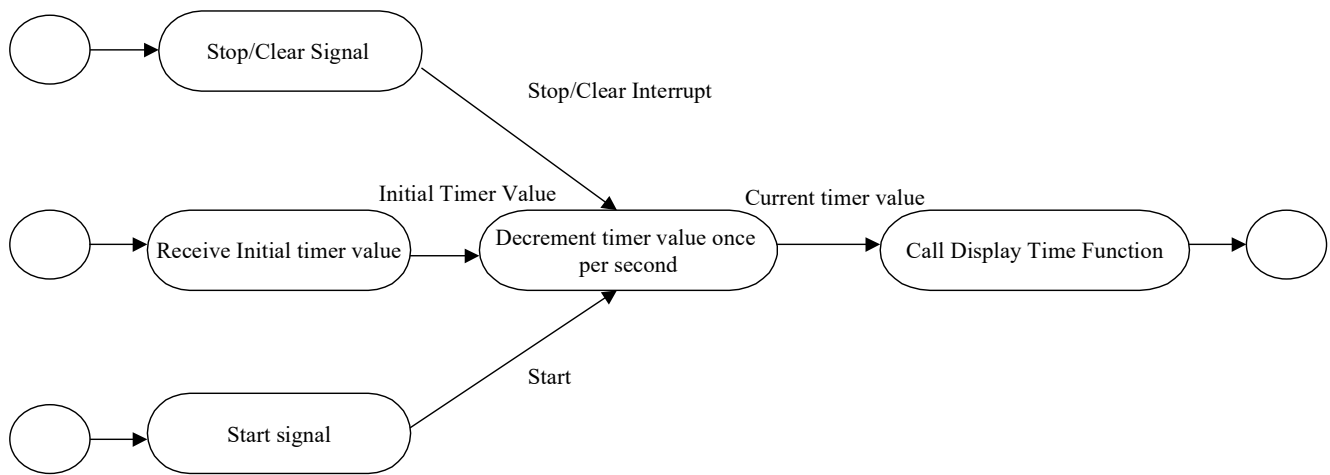 Stop/Clear Signal
Stop/Clear Interrupt
Initial Timer Value
Current timer value
Receive Initial timer value
Decrement timer value once
per second
Call Display Time Function
Start
Start signal